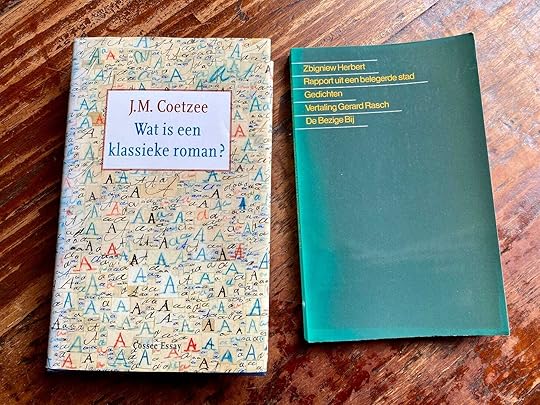 J.M. Coetzee
Wat is een
klassieke roman?
Cossee Essay
Zbigniew Herbert
Rapport uit een belegerde stad
Gedichten
Vertaling Gerard Rasch
De Bezige Bij